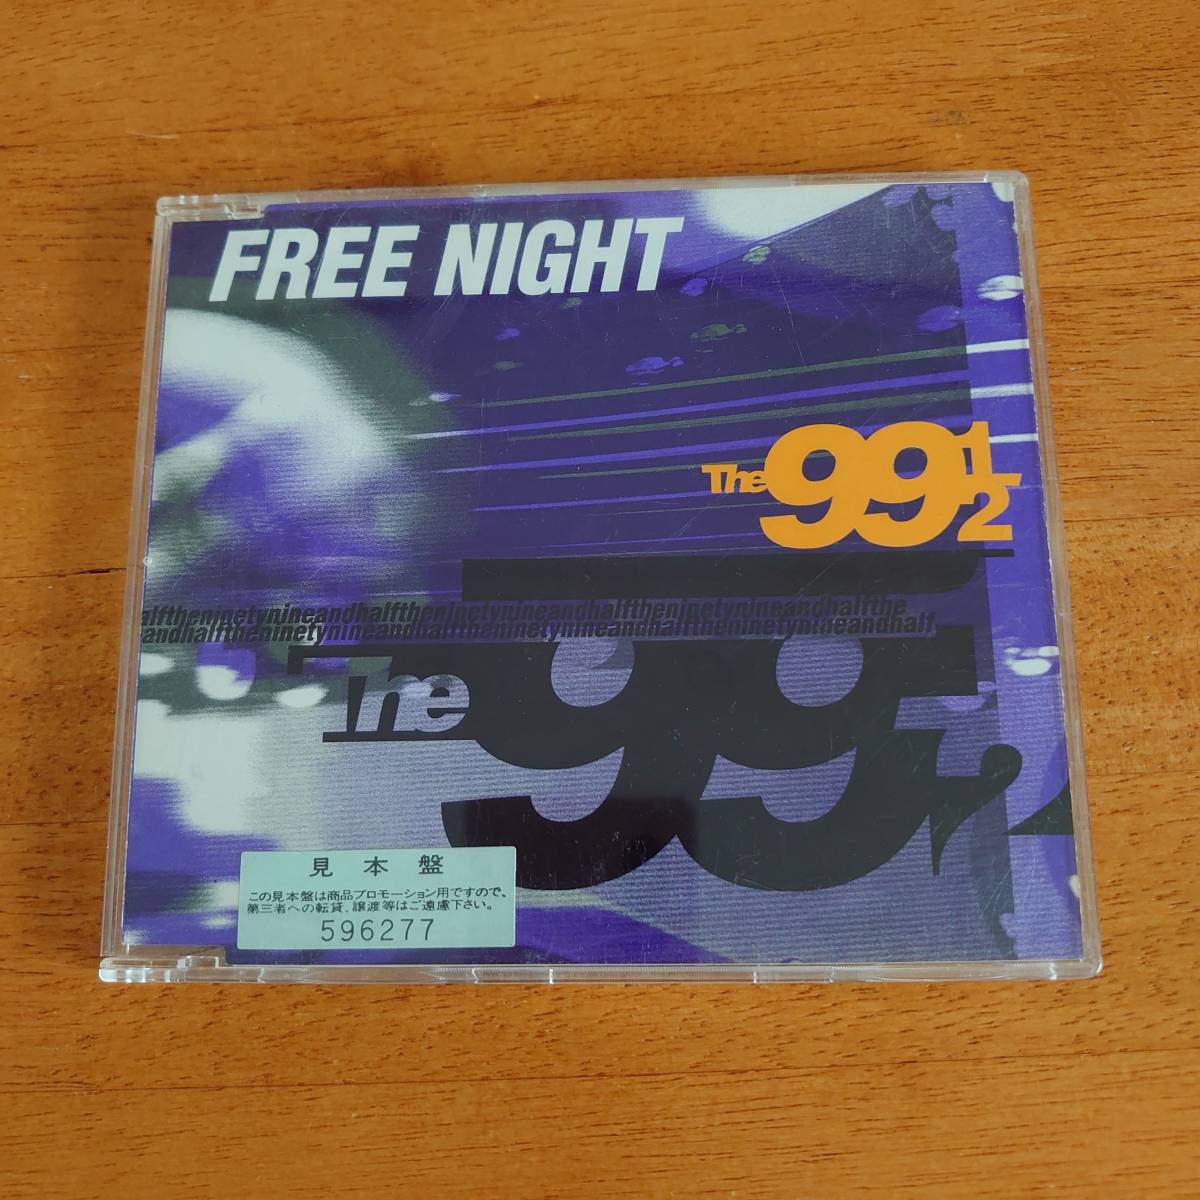 FREE NIGHT
The 99 1/2
alftheninetynineandhalftheninetynineandhalftheninetynineandhalfthe
eandhalftheninetynineandhalftheninetynineandhalftheninetynineandhalf
The 99 1/2
見本盤
この見本盤は商品プロモーション用ですので、
第三者への転貸、譲渡等はご遠慮下さい。
596277